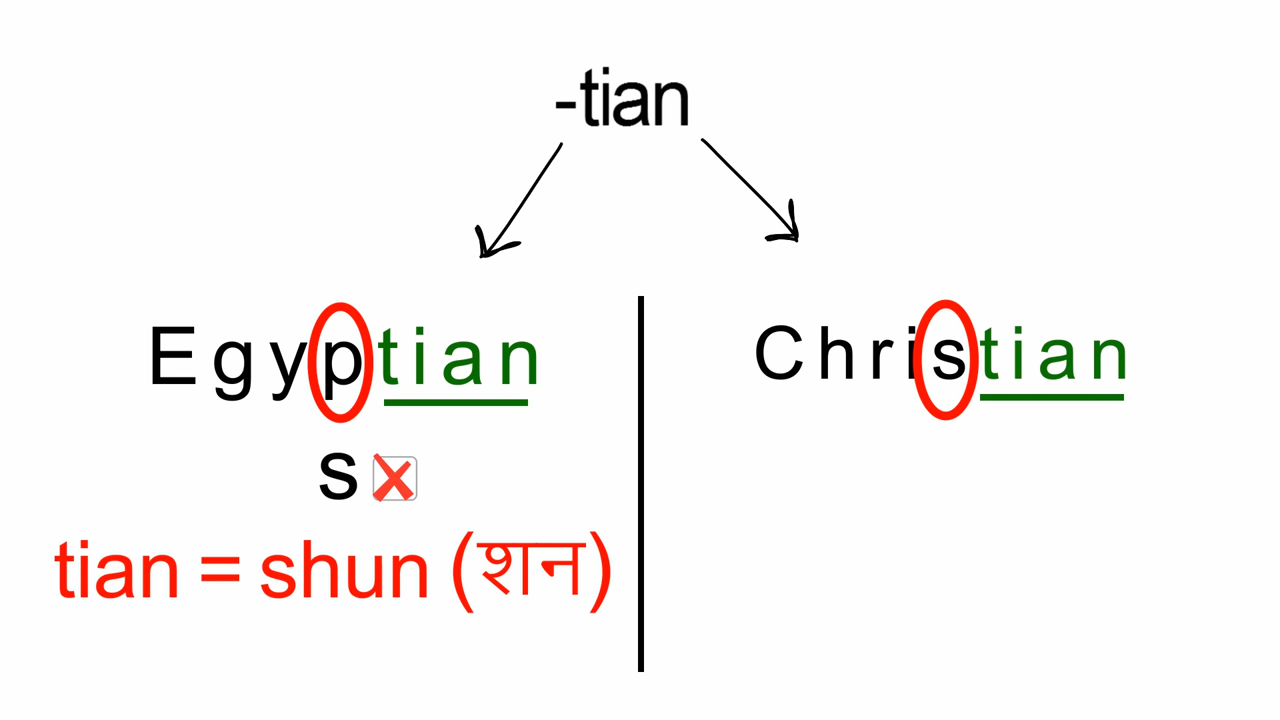 -tian
Egyptian
s
tian = shun (शन)
Christian